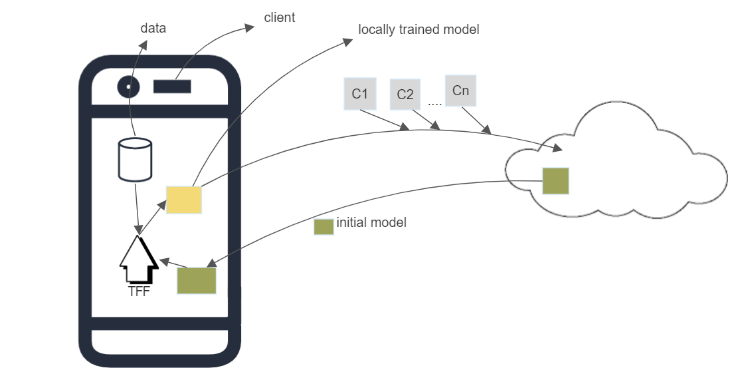 data
client
locally trained model
C1
C2
....
Cn
initial model
TFF